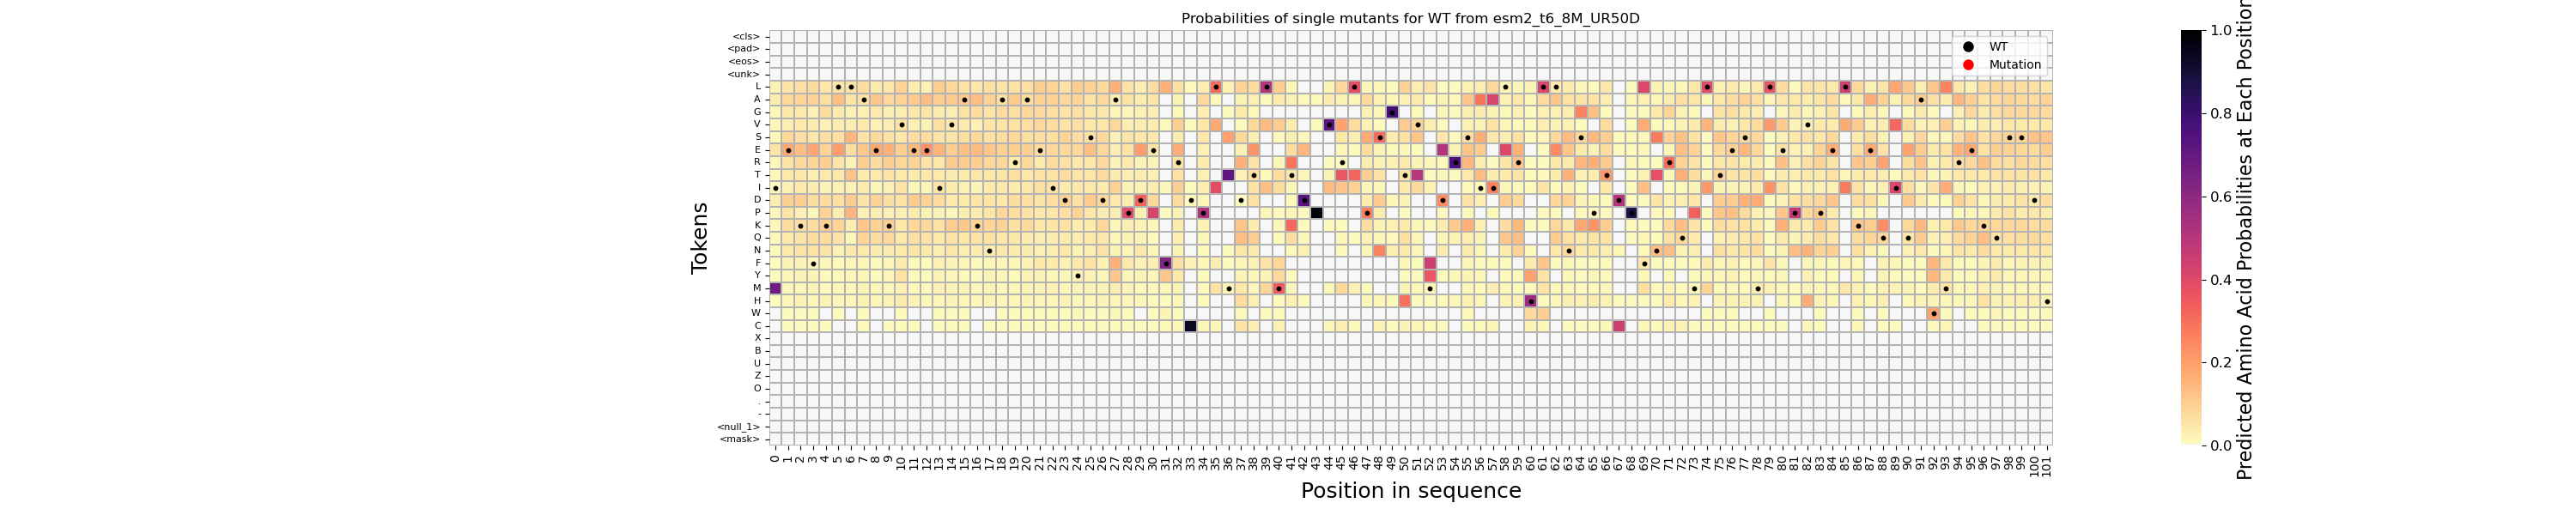 Probabilities of single mutants for WT from esm2_t6_8M_UR50D
<cls>
<pad>
<eos>
<unk>
L
A
G
V
S
E
R
T
I
D
P
K
Q
N
F
Y
M
H
W
C
X
B
U
Z
O
.
-
<null_1>
<mask>
Tokens
0 1 2 3 4 5 6 7 8 9 10 11 12 13 14 15 16 17 18 19 20 21 22 23 24 25 26 27 28 29 30 31 32 33 34 35 36 37 38 39 40 41 42 43 44 45 46 47 48 49 50 51 52 53 54 55 56 57 58 59 60 61 62 63 64 65 66 67 68 69 70 71 72 73 74 75 76 77 78 79 80 81 82 83 84 85 86 87 88 89 90 91 92 93 94 95 96 97 98 99 100 101
Position in sequence
WT
Mutation
1.0
0.8
0.6
0.4
0.2
0.0
Predicted Amino Acid Probabilities at Each Position